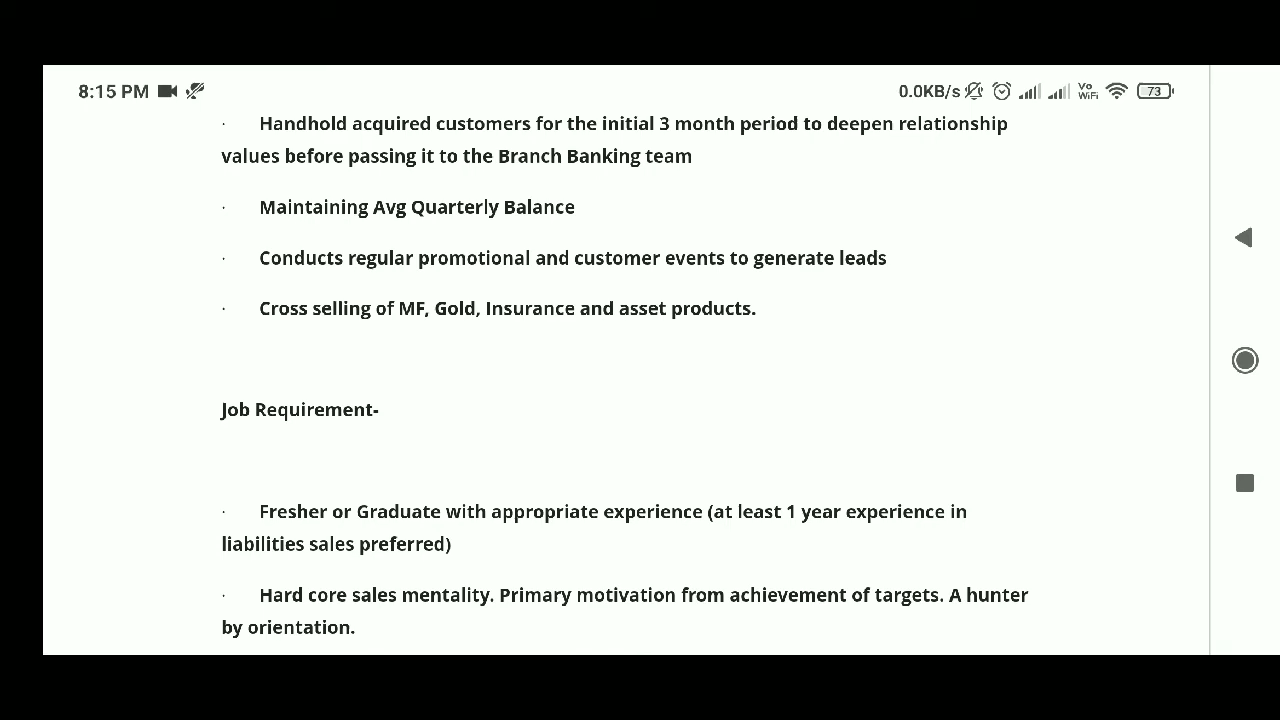 8:15 PM
0.0KB/s Vo WiFi 73
· Handhold acquired customers for the initial 3 month period to deepen relationship
values before passing it to the Branch Banking team
· Maintaining Avg Quarterly Balance
· Conducts regular promotional and customer events to generate leads
· Cross selling of MF, Gold, Insurance and asset products.
Job Requirement-
· Fresher or Graduate with appropriate experience (at least 1 year experience in
liabilities sales preferred)
· Hard core sales mentality. Primary motivation from achievement of targets. A hunter
by orientation.